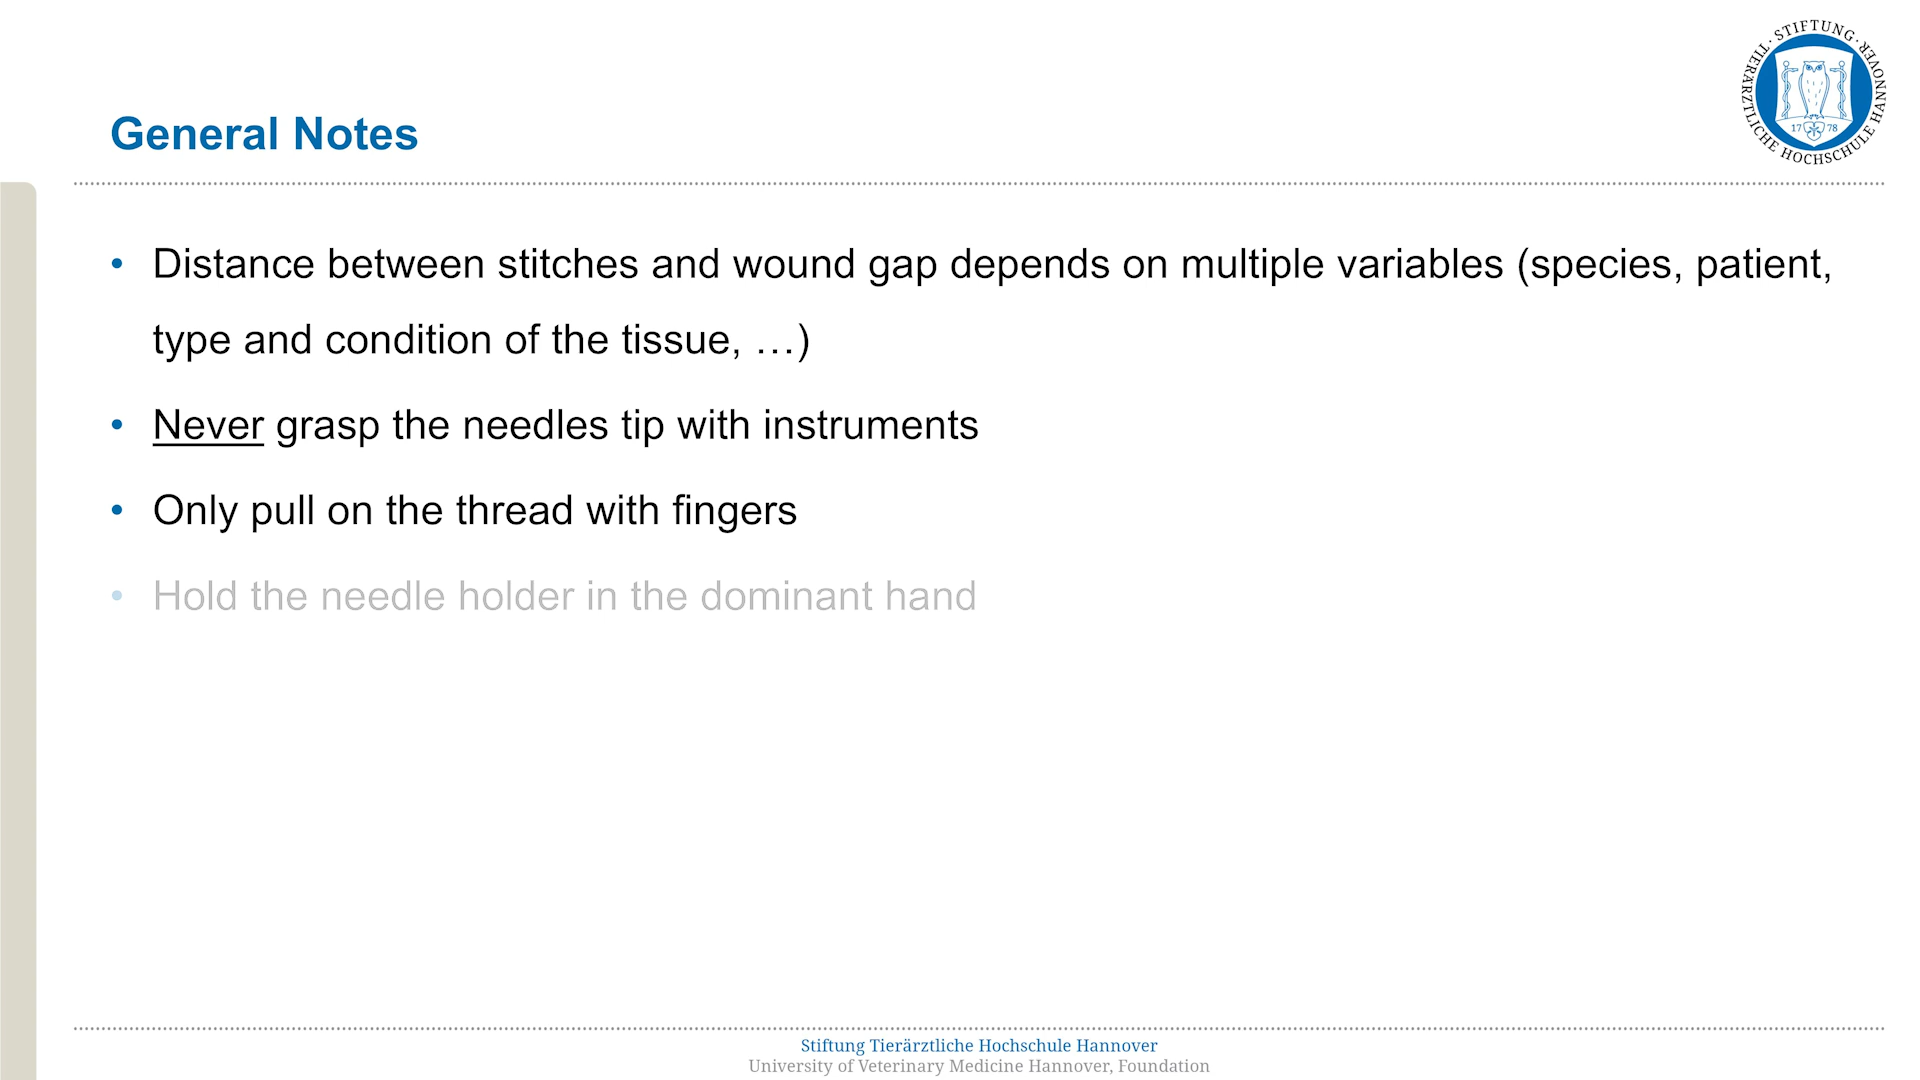 STIFTUNG · TIERÄRZTLICHE HOCHSCHULE HANNOVER ·
17 78
General Notes
• Distance between stitches and wound gap depends on multiple variables (species, patient,
type and condition of the tissue, …)
• Never grasp the needles tip with instruments
• Only pull on the thread with fingers
• Hold the needle holder in the dominant hand
Stiftung Tierärztliche Hochschule Hannover
University of Veterinary Medicine Hannover, Foundation